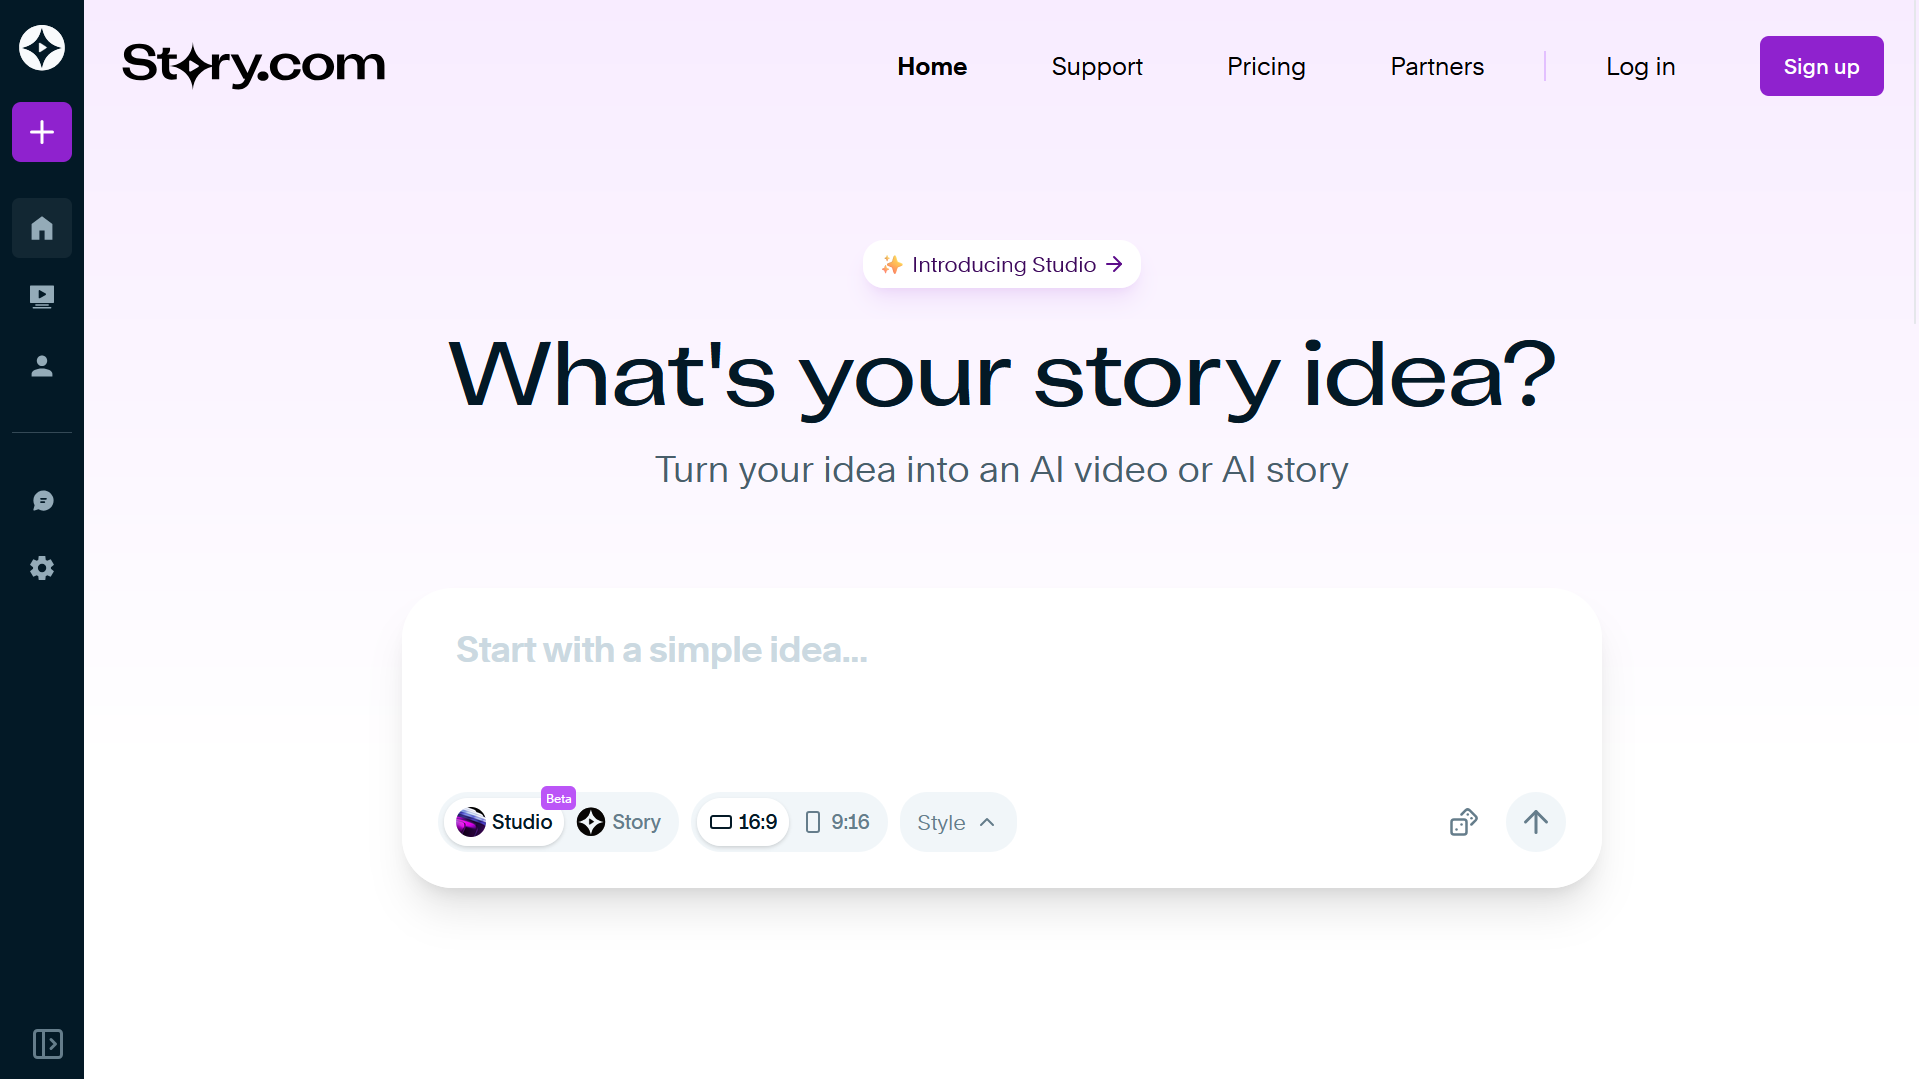 Story.com
Home Support Pricing Partners Log in Sign up
✨ Introducing Studio →
What's your story idea?
Turn your idea into an AI video or AI story
Start with a simple idea...
Beta
Studio Story 16:9 9:16 Style